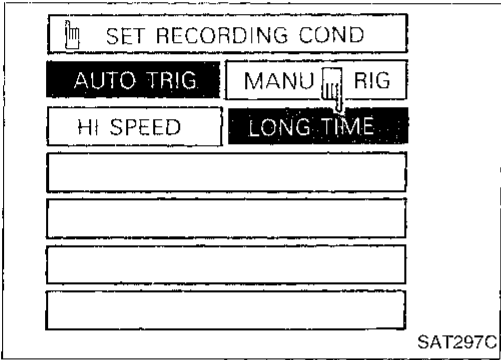 SET RECORDING COND
AUTO TRIG MANU RIG
HI SPEED LONG TIME
SAT297C